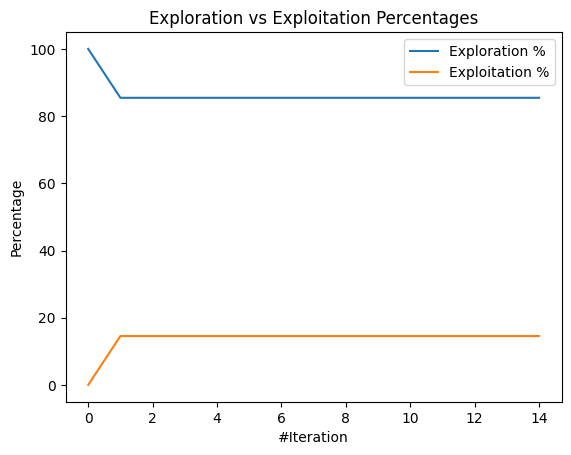 Exploration vs Exploitation Percentages
Exploration %
Exploitation %
100
80
60
40
20
0
Percentage
0 2 4 6 8 10 12 14
#Iteration